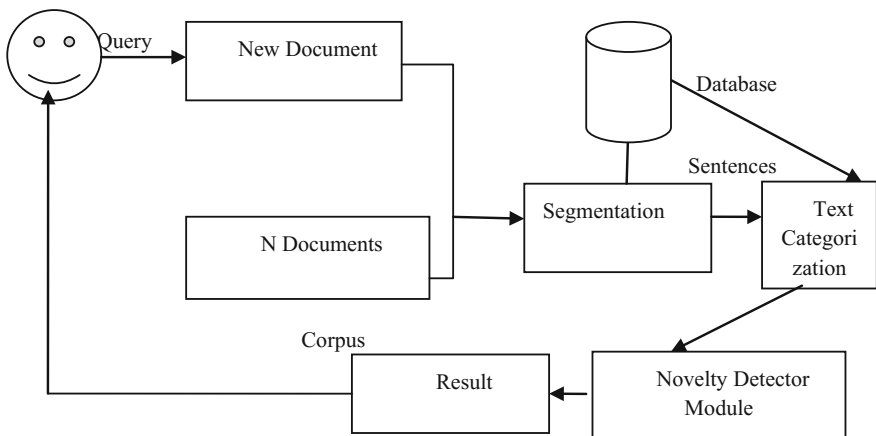 Query
New Document
Database
Sentences
Segmentation
Text
Categori
zation
N Documents
Corpus
Result
Novelty Detector
Module